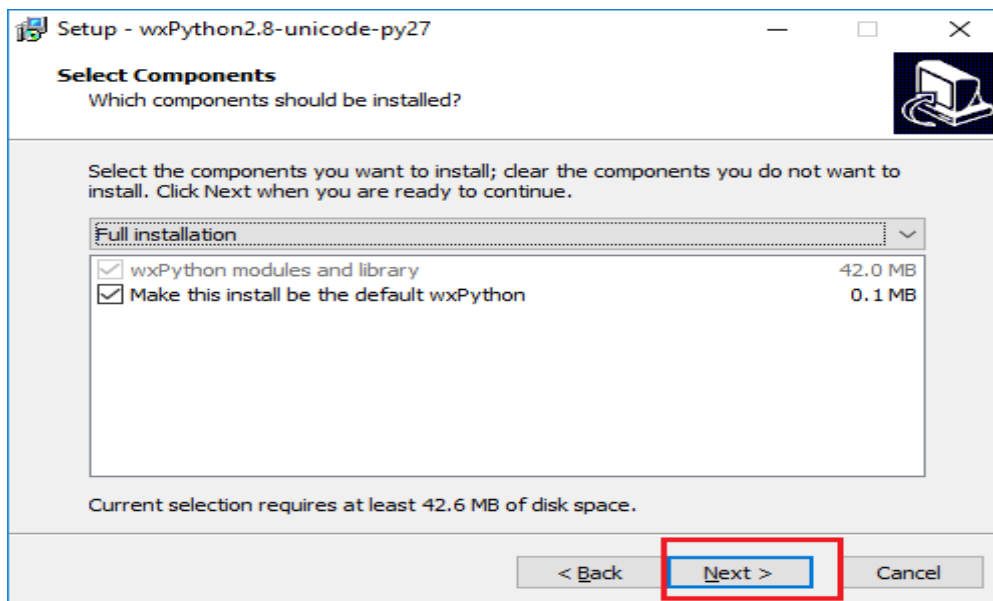 Setup - wxPython2.8-unicode-py27
Select Components
Which components should be installed?
Select the components you want to install; clear the components you do not want to
install. Click Next when you are ready to continue.
Full installation
wxPython modules and library 42.0 MB
Make this install be the default wxPython 0.1 MB
Current selection requires at least 42.6 MB of disk space.
< Back Next > Cancel